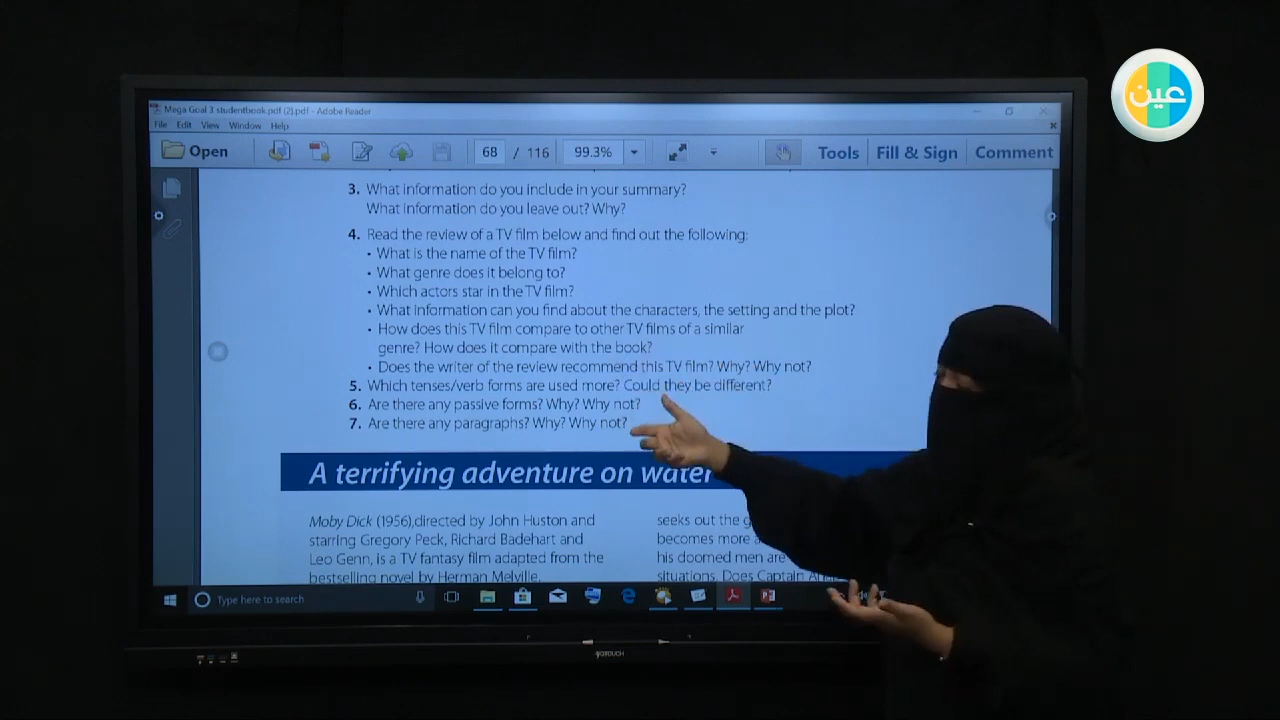 عين
Mega Goal 3 studentbook.pdf (2).pdf - Adobe Reader
File Edit View Window Help
Open 68 / 116 99.3% Tools Fill & Sign Comment
3. What information do you include in your summary?
What information do you leave out? Why?
4. Read the review of a TV film below and find out the following:
• What is the name of the TV film?
• What genre does it belong to?
• Which actors star in the TV film?
• What information can you find about the characters, the setting and the plot?
• How does this TV film compare to other TV films of a similar
genre? How does it compare with the book?
• Does the writer of the review recommend this TV film? Why? Why not?
5. Which tenses/verb forms are used more? Could they be different?
6. Are there any passive forms? Why? Why not?
7. Are there any paragraphs? Why? Why not?
A terrifying adventure on water
Moby Dick (1956),directed by John Huston and
starring Gregory Peck, Richard Badehart and
Leo Genn, is a TV fantasy film adapted from the
bestselling novel by Herman Melville.
seeks out the
becomes more
his doomed men are
situations. Does Captain
Type here to search